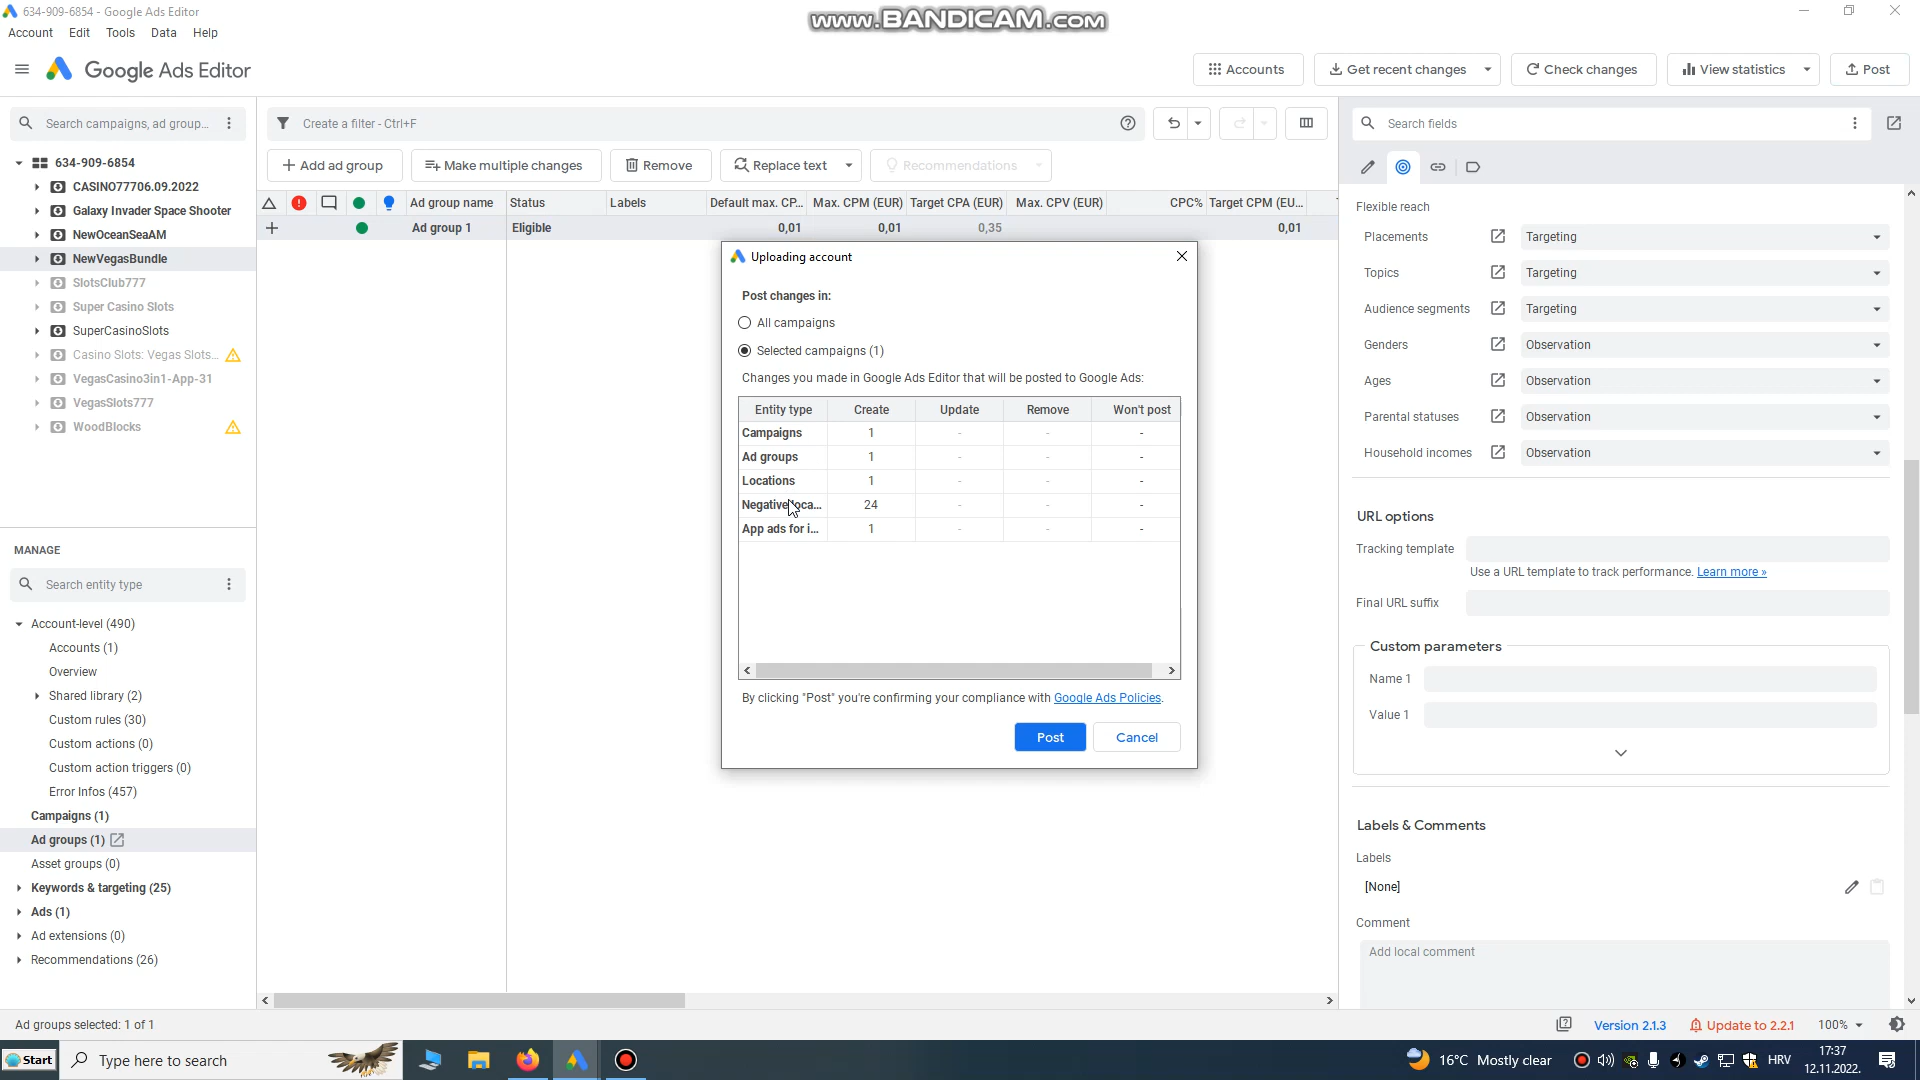 634-909-6854 - Google Ads Editor
www.BANDICAM.com
Account Edit Tools Data Help
Google Ads Editor
Accounts
Get recent changes
Check changes
View statistics
Post
Search campaigns, ad group...
Create a filter - Ctrl+F
Search fields
634-909-6854
CASINO77706.09.2022
Galaxy Invader Space Shooter
NewOceanSeaAM
NewVegasBundle
SlotsClub777
Super Casino Slots
SuperCasinoSlots
Casino Slots: Vegas Slots...
VegasCasino3in1-App-31
VegasSlots777
WoodBlocks
Add ad group
Make multiple changes
Remove
Replace text
Recommendations
Ad group name Status Labels Default max. CP... Max. CPM (EUR) Target CPA (EUR) Max. CPV (EUR) CPC% Target CPM (EU...
Ad group 1 Eligible 0,01 0,01 0,35 0,01
Uploading account
Post changes in:
All campaigns
Selected campaigns (1)
Changes you made in Google Ads Editor that will be posted to Google Ads:
Entity type Create Update Remove Won't post
Campaigns 1 - - -
Ad groups 1 - - -
Locations 1 - - -
Negative loca... 24 - - -
App ads for i... 1 - - -
By clicking "Post" you're confirming your compliance with Google Ads Policies.
Post Cancel
Flexible reach
Placements Targeting
Topics Targeting
Audience segments Targeting
Genders Observation
Ages Observation
Parental statuses Observation
Household incomes Observation
URL options
Tracking template
Use a URL template to track performance. Learn more »
Final URL suffix
Custom parameters
Name 1
Value 1
Labels & Comments
Labels
[None]
Comment
Add local comment
MANAGE
Search entity type
Account-level (490)
Accounts (1)
Overview
Shared library (2)
Custom rules (30)
Custom actions (0)
Custom action triggers (0)
Error Infos (457)
Campaigns (1)
Ad groups (1)
Asset groups (0)
Keywords & targeting (25)
Ads (1)
Ad extensions (0)
Recommendations (26)
Ad groups selected: 1 of 1
Version 2.1.3
Update to 2.2.1
100%
Start
Type here to search
16°C Mostly clear
HRV
17:37
12.11.2022.